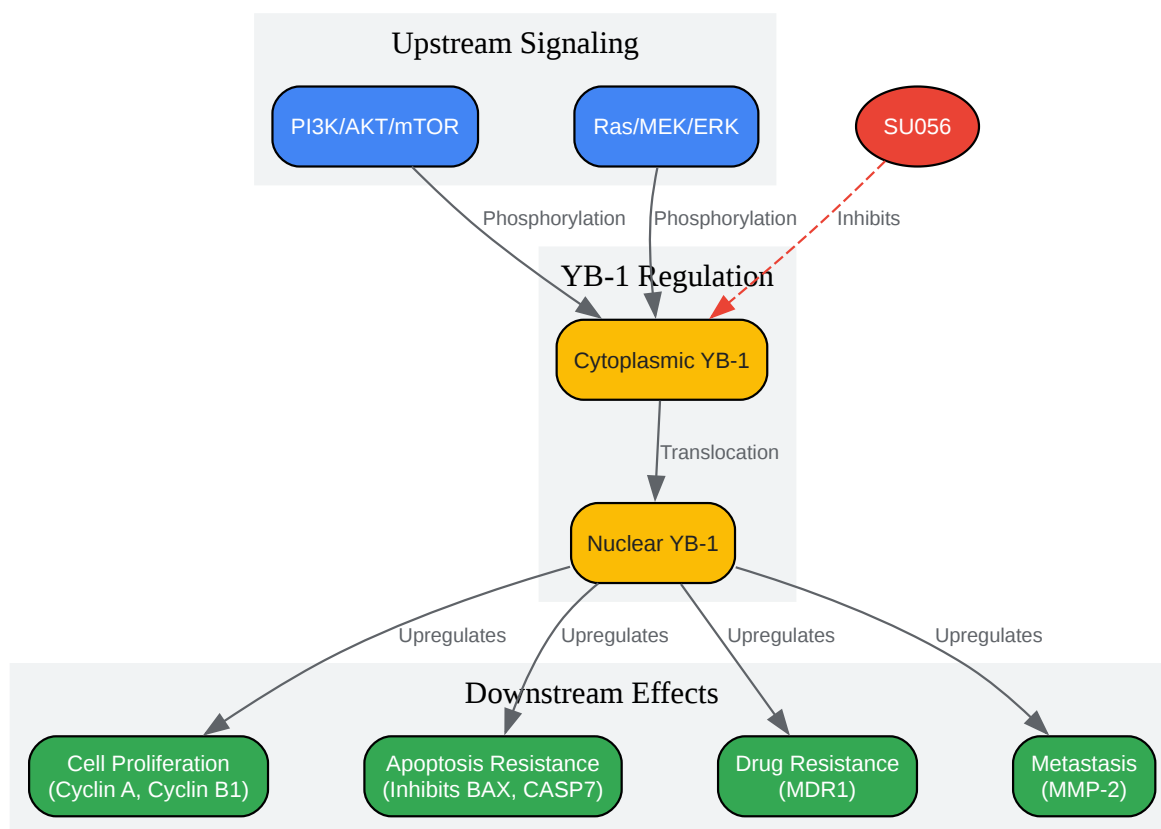 Upstream Signaling
PI3K/AKT/mTOR
Ras/MEK/ERK
SU056
Phosphorylation
Phosphorylation
Inhibits
YB-1 Regulation
Cytoplasmic YB-1
Translocation
Nuclear YB-1
Upregulates
Upregulates
Upregulates
Upregulates
Downstream Effects
Cell Proliferation
(Cyclin A, Cyclin B1)
Apoptosis Resistance
(Inhibits BAX, CASP7)
Drug Resistance
(MDR1)
Metastasis
(MMP-2)